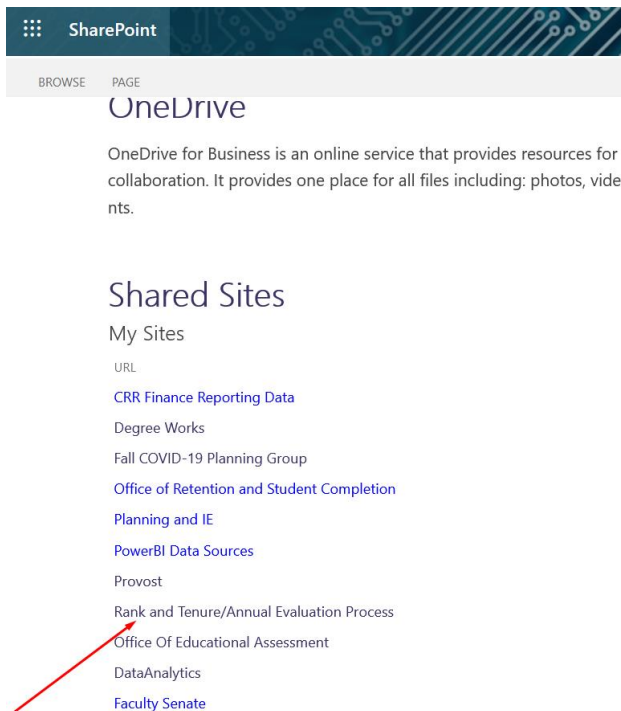 SharePoint
BROWSE PAGE
OneDrive
OneDrive for Business is an online service that provides resources for
collaboration. It provides one place for all files including: photos, vide
nts.
Shared Sites
My Sites
URL
CRR Finance Reporting Data
Degree Works
Fall COVID-19 Planning Group
Office of Retention and Student Completion
Planning and IE
PowerBI Data Sources
Provost
Rank and Tenure/Annual Evaluation Process
Office Of Educational Assessment
DataAnalytics
Faculty Senate